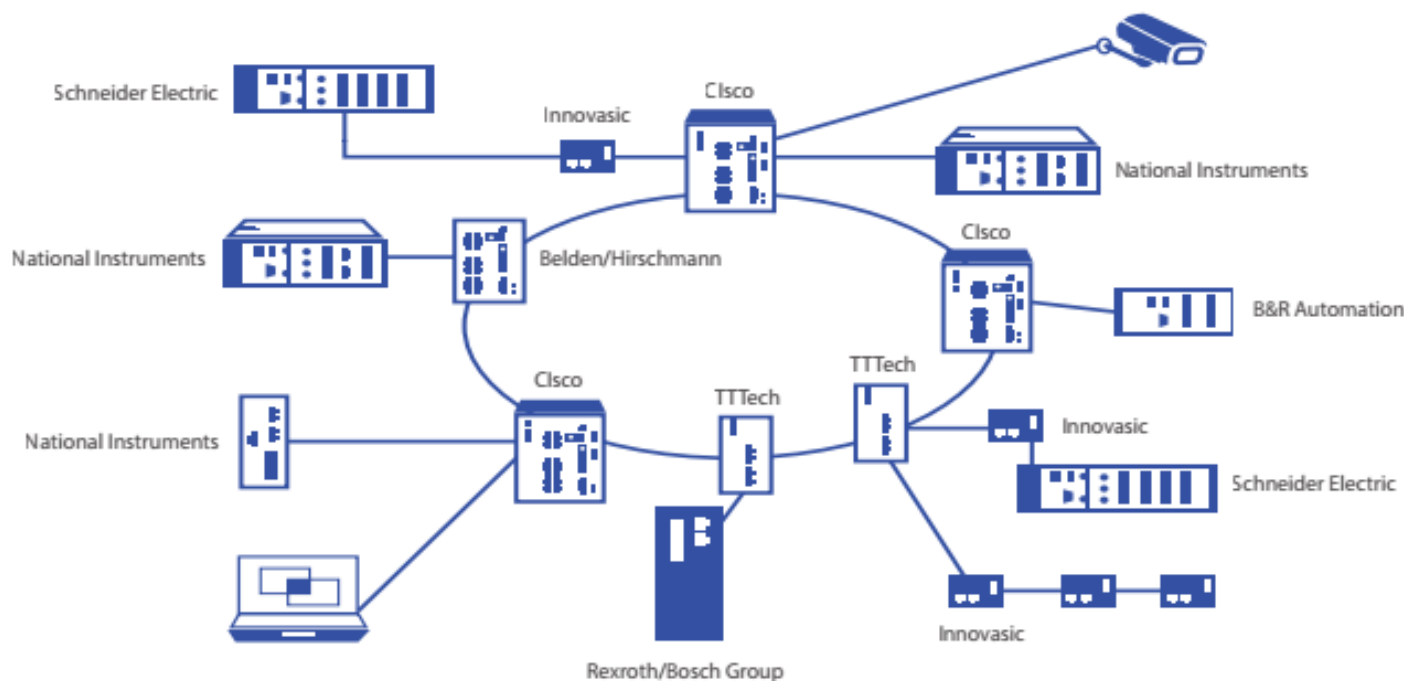 Schneider Electric
Innovasic
CIsco
National Instruments
National Instruments
Belden/Hirschmann
CIsco
B&R Automation
National Instruments
CIsco
TTTech
TTTech
Innovasic
Schneider Electric
Innovasic
Rexroth/Bosch Group